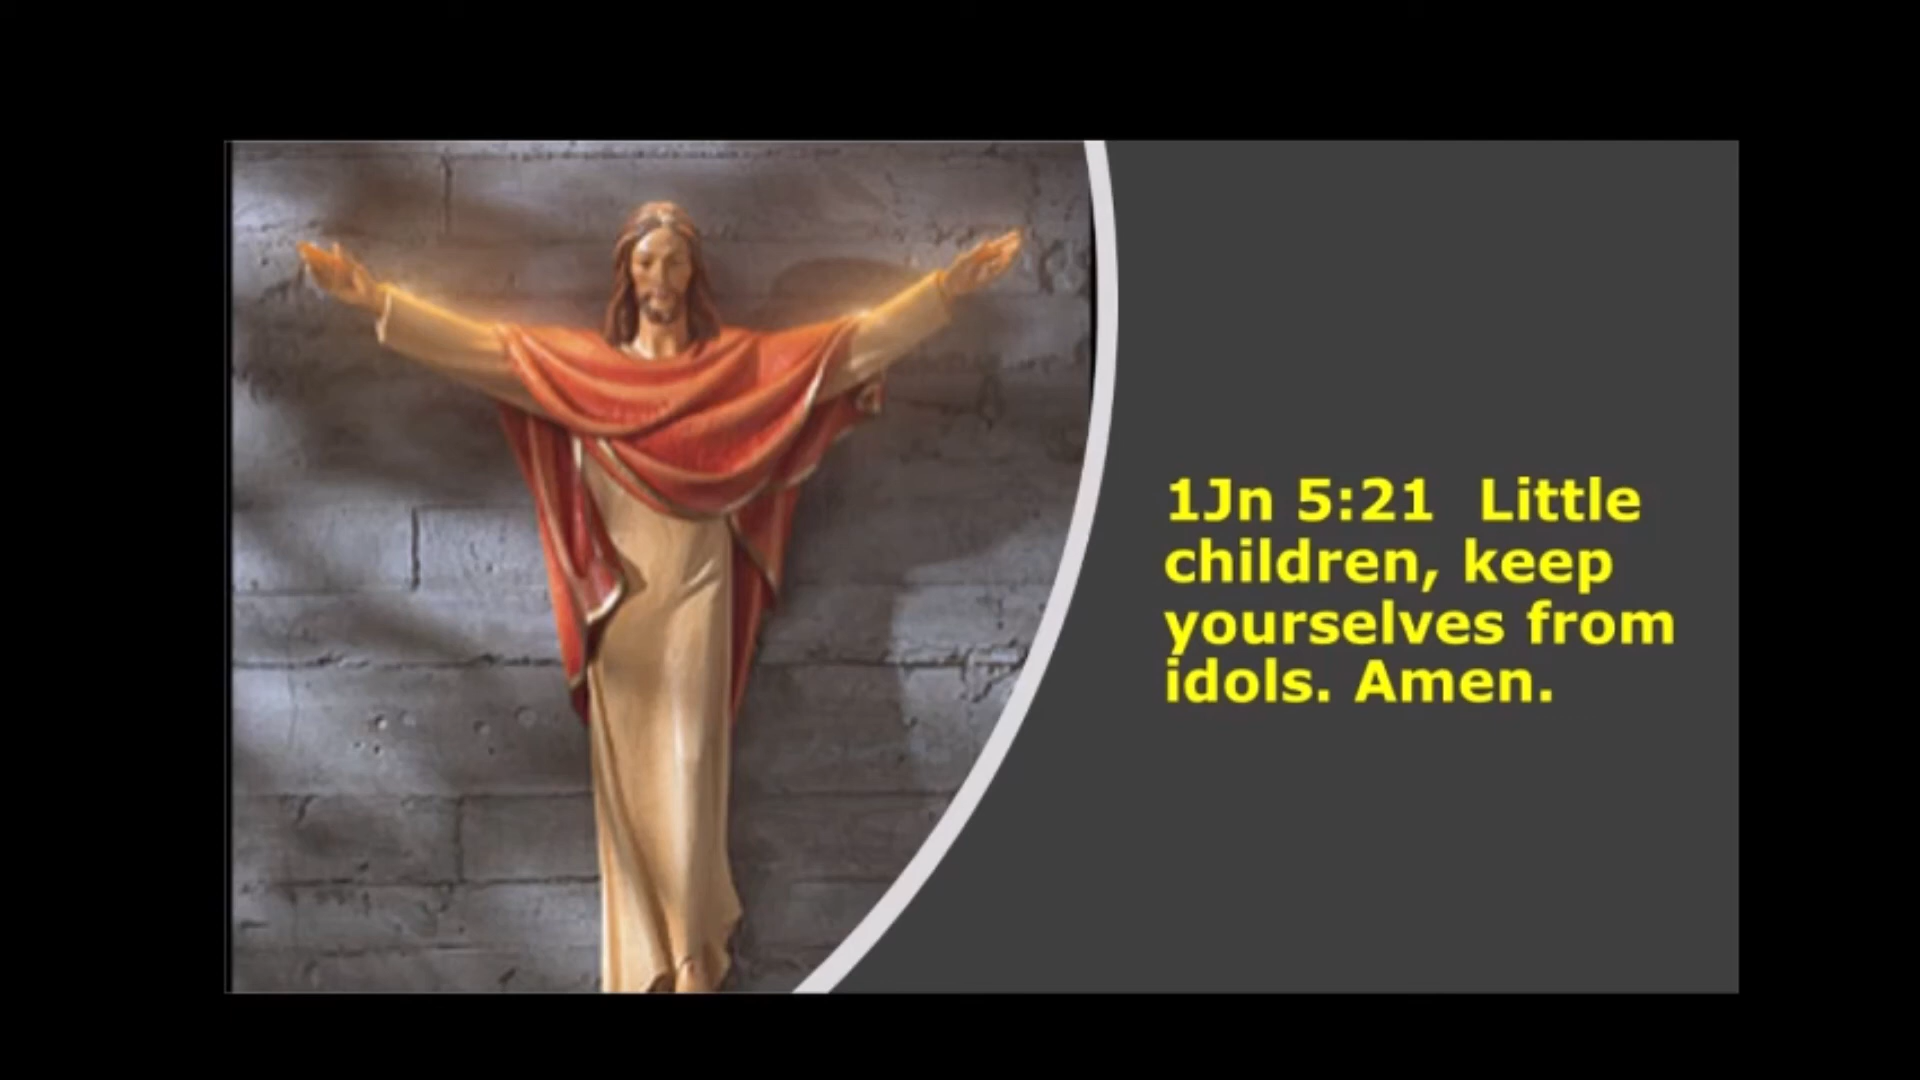 1Jn 5:21  Little
children, keep
yourselves from
idols. Amen.